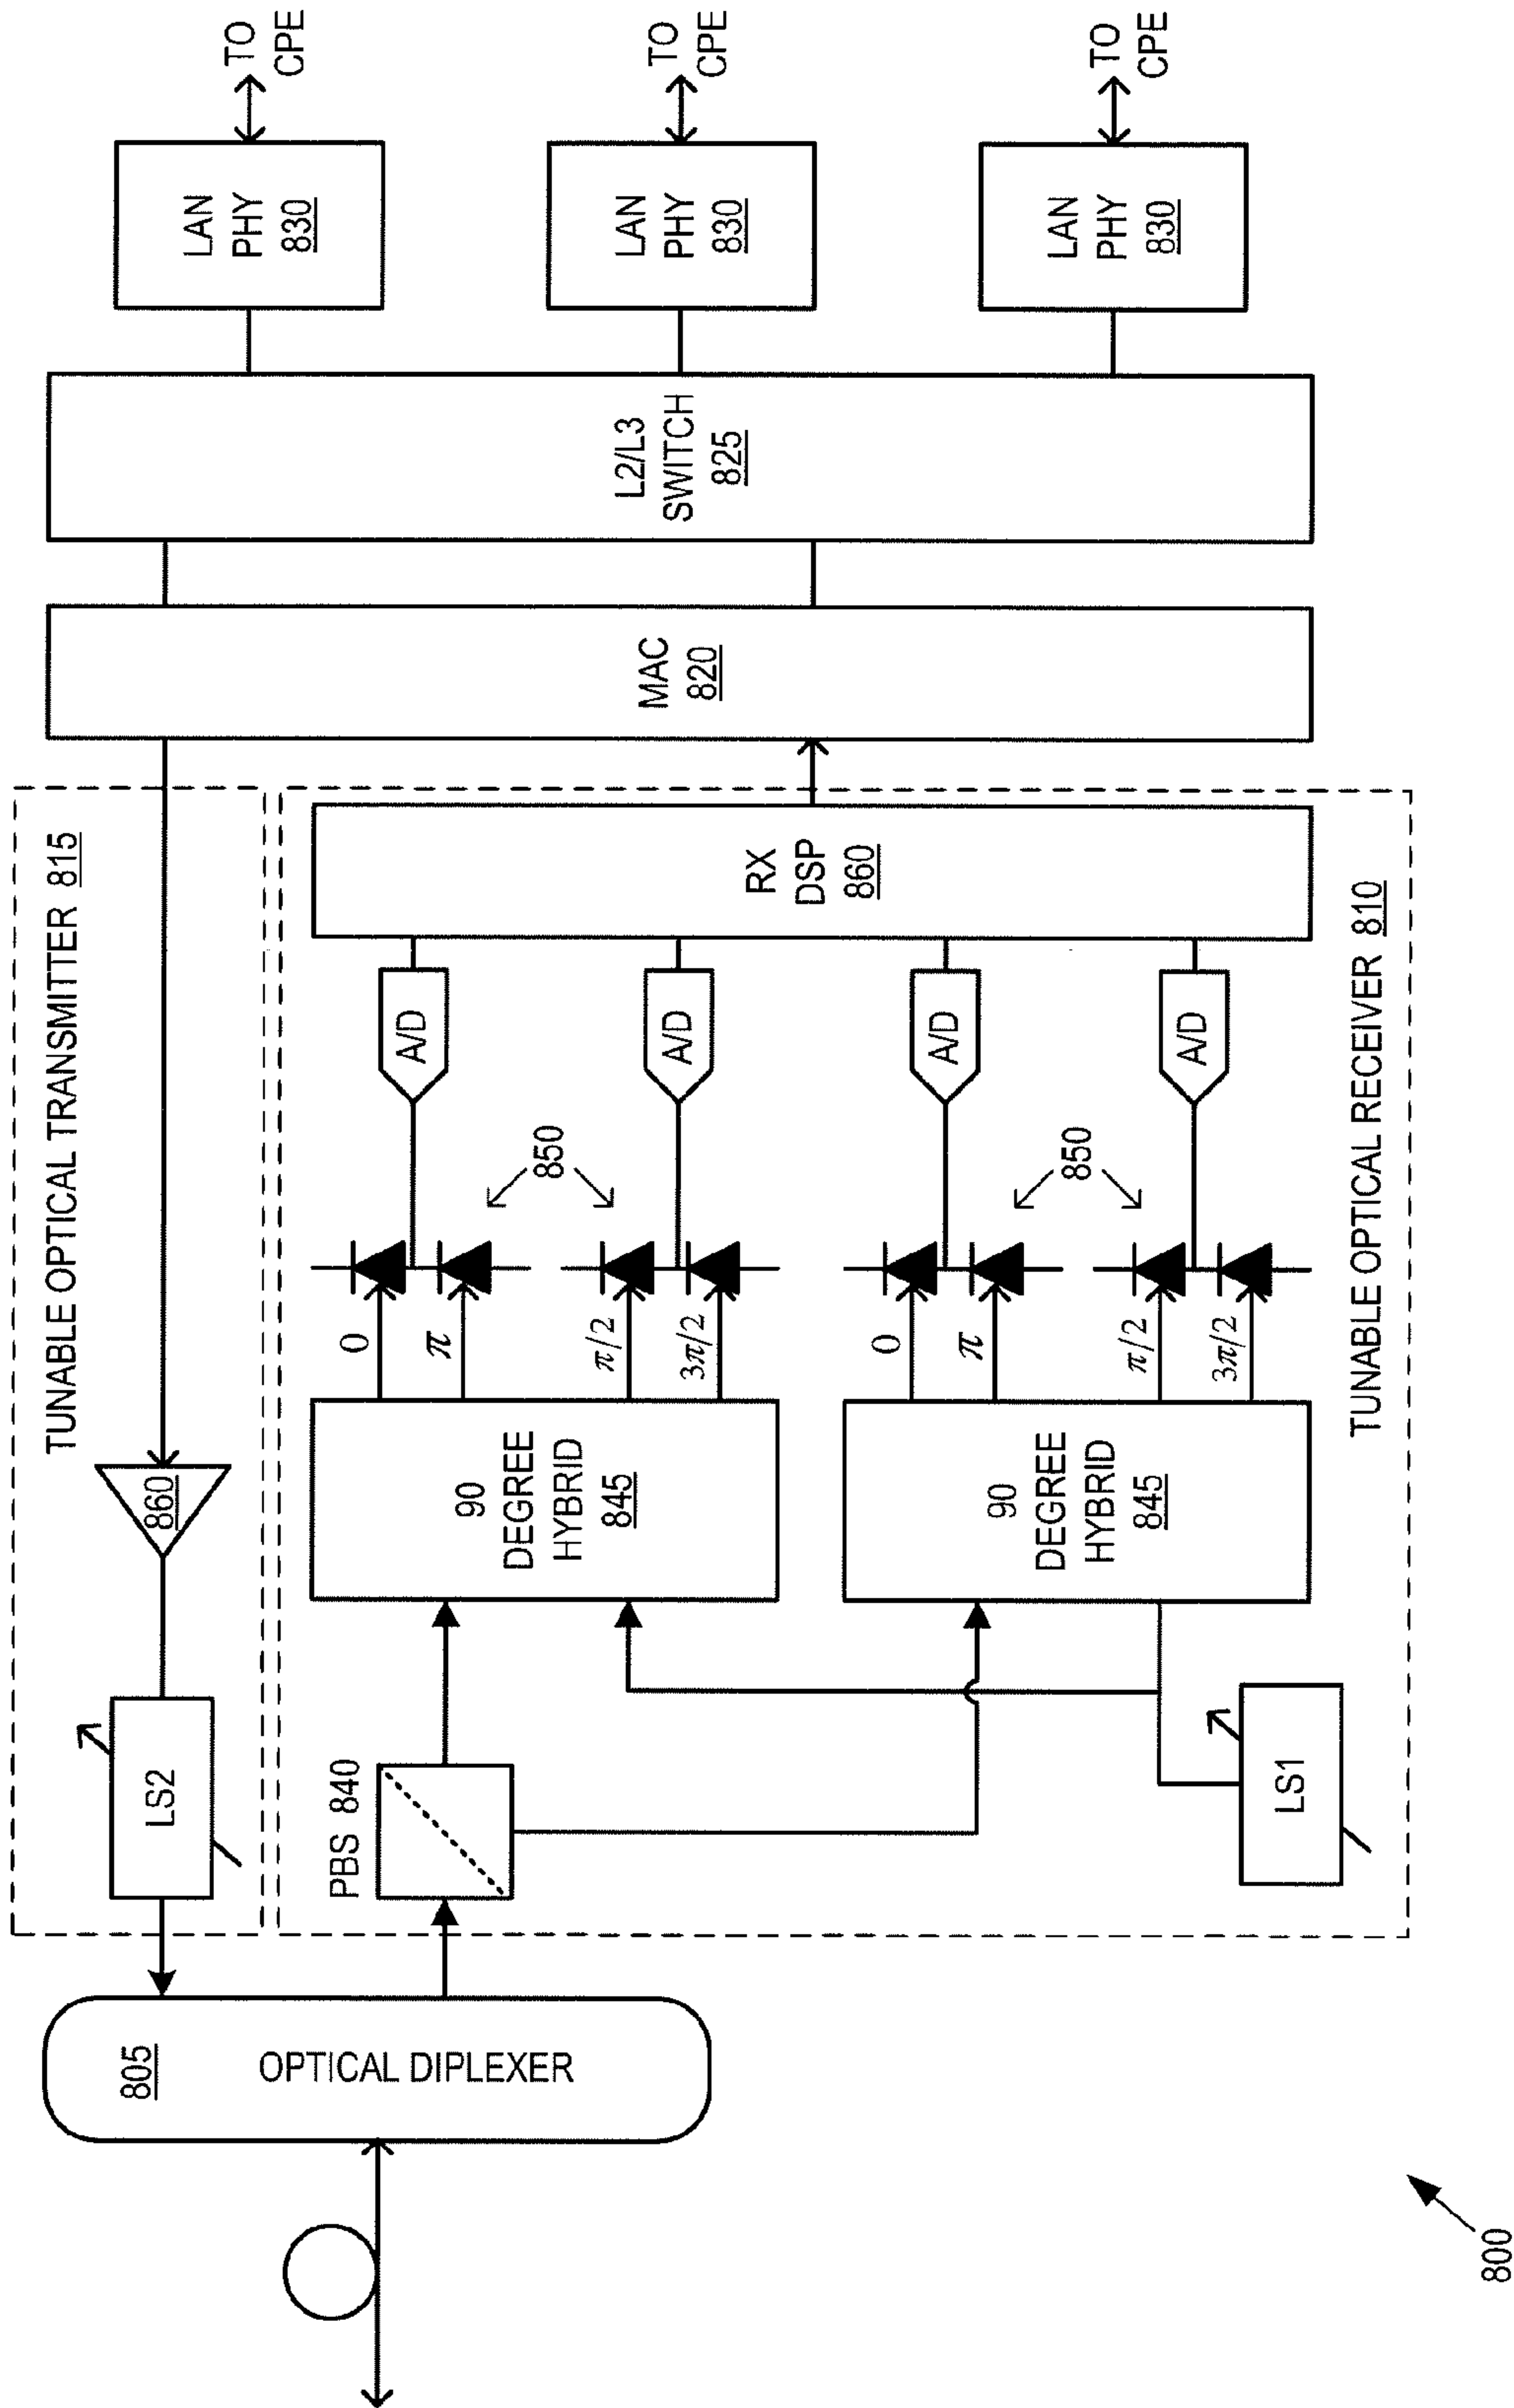 TUNABLE OPTICAL TRANSMITTER 815
LS2
860
805
OPTICAL DIPLEXER
PBS 840
LS1
90
DEGREE
HYBRID
845
90
DEGREE
HYBRID
845
0
π
π/2
3π/2
0
π
π/2
3π/2
850
850
A/D
A/D
A/D
A/D
RX
DSP
860
TUNABLE OPTICAL RECEIVER 810
MAC
820
L2/L3
SWITCH
825
LAN
PHY
830
LAN
PHY
830
LAN
PHY
830
TO
CPE
TO
CPE
TO
CPE
800